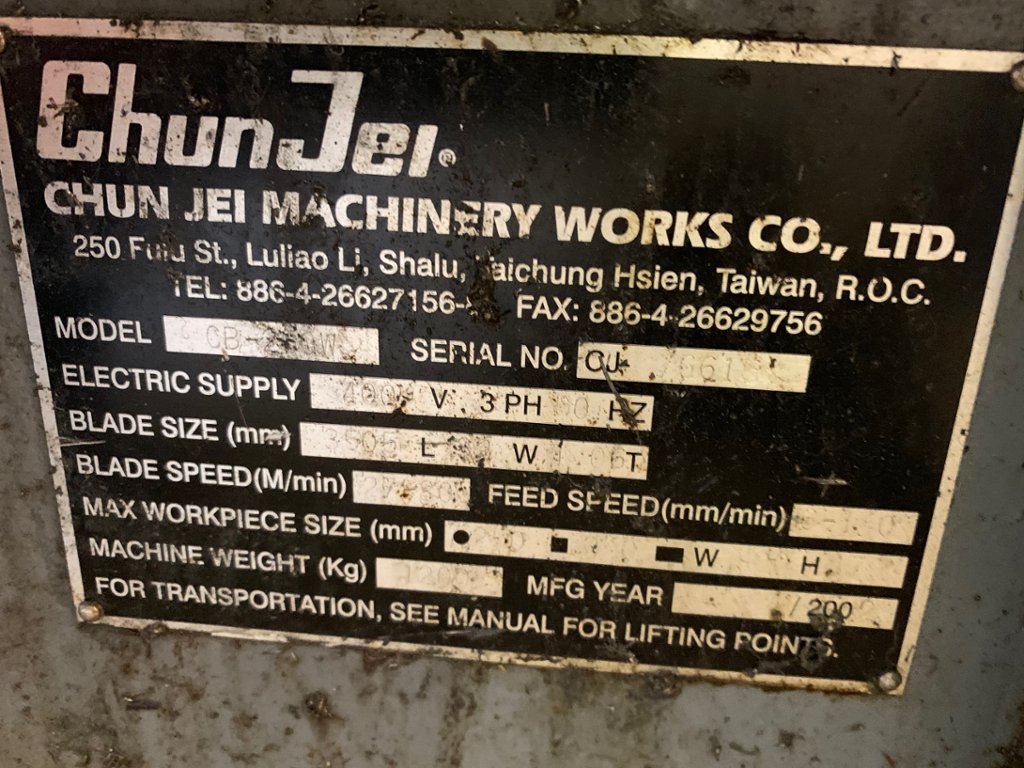 ChunJei®
CHUN JEI MACHINERY WORKS CO., LTD.
250 Fulu St., Luliao Li, Shalu, Taichung Hsien, Taiwan, R.O.C.
TEL: 886-4-26627156- FAX: 886-4-26629756
MODEL SERIAL NO. CJ-
ELECTRIC SUPPLY 400 V. 3 PH HZ
BLADE SIZE (mm) L W T
BLADE SPEED(M/min) FEED SPEED(mm/min)
MAX WORKPIECE SIZE (mm) ● ■ ▬ W H
MACHINE WEIGHT (Kg) MFG YEAR /200
FOR TRANSPORTATION, SEE MANUAL FOR LIFTING POINTS.